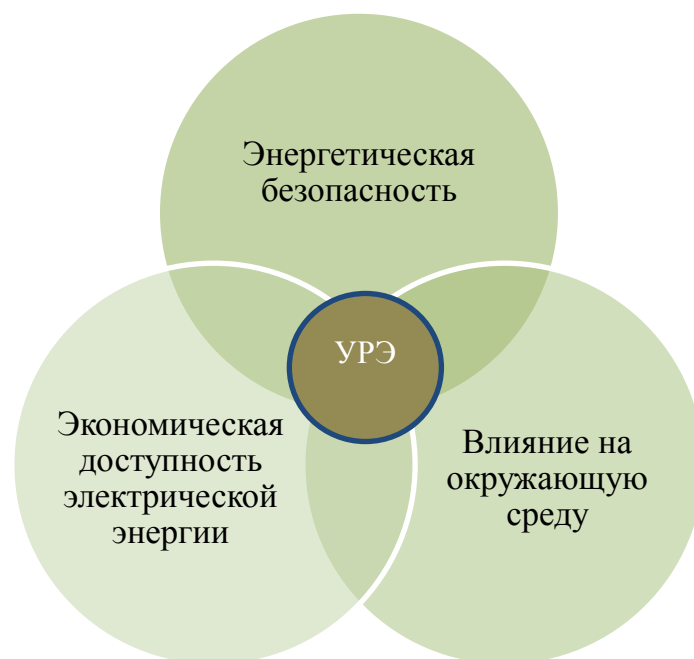 Энергетическая
безопасность
УРЭ
Экономическая
доступность
электрической
энергии
Влияние на
окружающую
среду